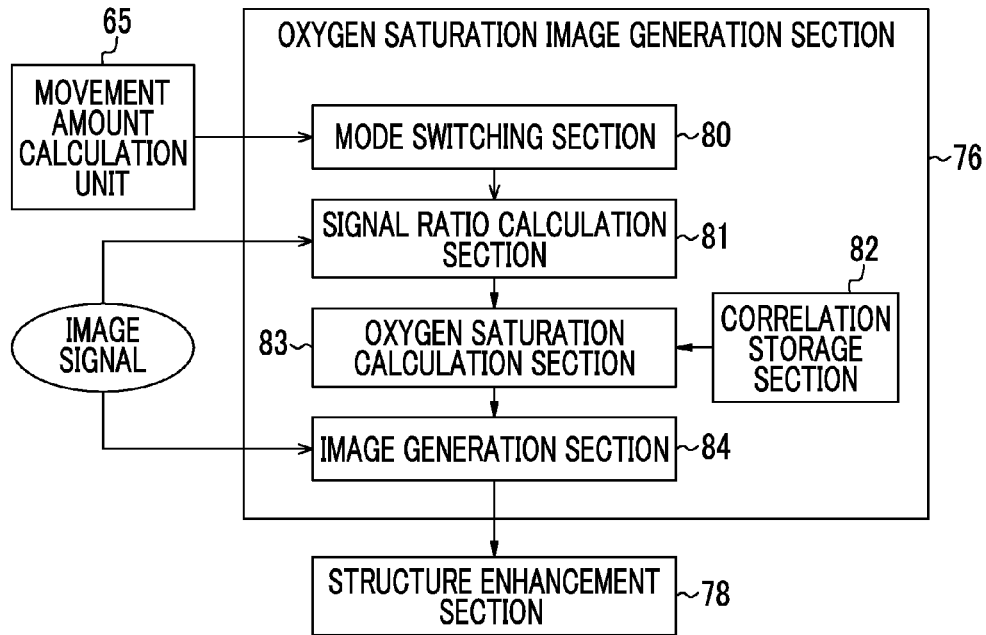 65
MOVEMENT
AMOUNT
CALCULATION
UNIT
OXYGEN SATURATION IMAGE GENERATION SECTION
MODE SWITCHING SECTION
80
76
SIGNAL RATIO CALCULATION
SECTION
81
IMAGE
SIGNAL
83
OXYGEN SATURATION
CALCULATION SECTION
82
CORRELATION
STORAGE
SECTION
IMAGE GENERATION SECTION
84
STRUCTURE ENHANCEMENT
SECTION
78